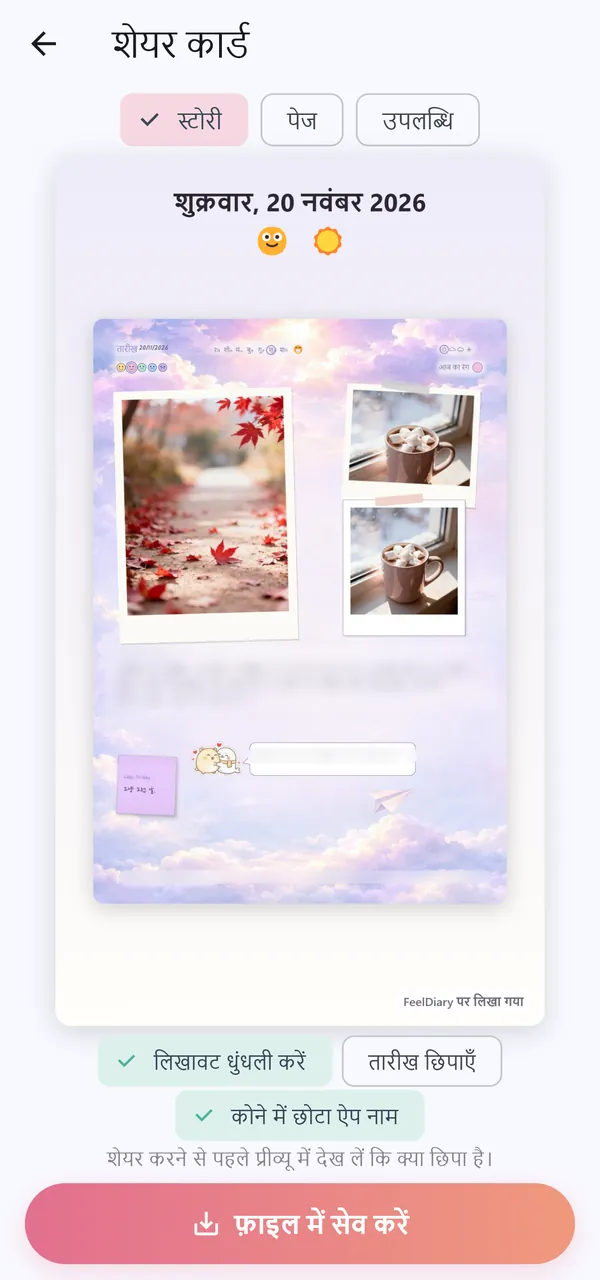 शेयर कार्ड
स्टोरी
पेज
उपलब्धि
शुक्रवार, 20 नवंबर 2026
तारीख 20/11/2026
आज का रंग
FeelDiary पर लिखा गया
लिखावट धुंधली करें
तारीख छिपाएँ
कोने में छोटा ऐप नाम
शेयर करने से पहले प्रीव्यू में देख लें कि क्या छिपा है।
फ़ाइल में सेव करें